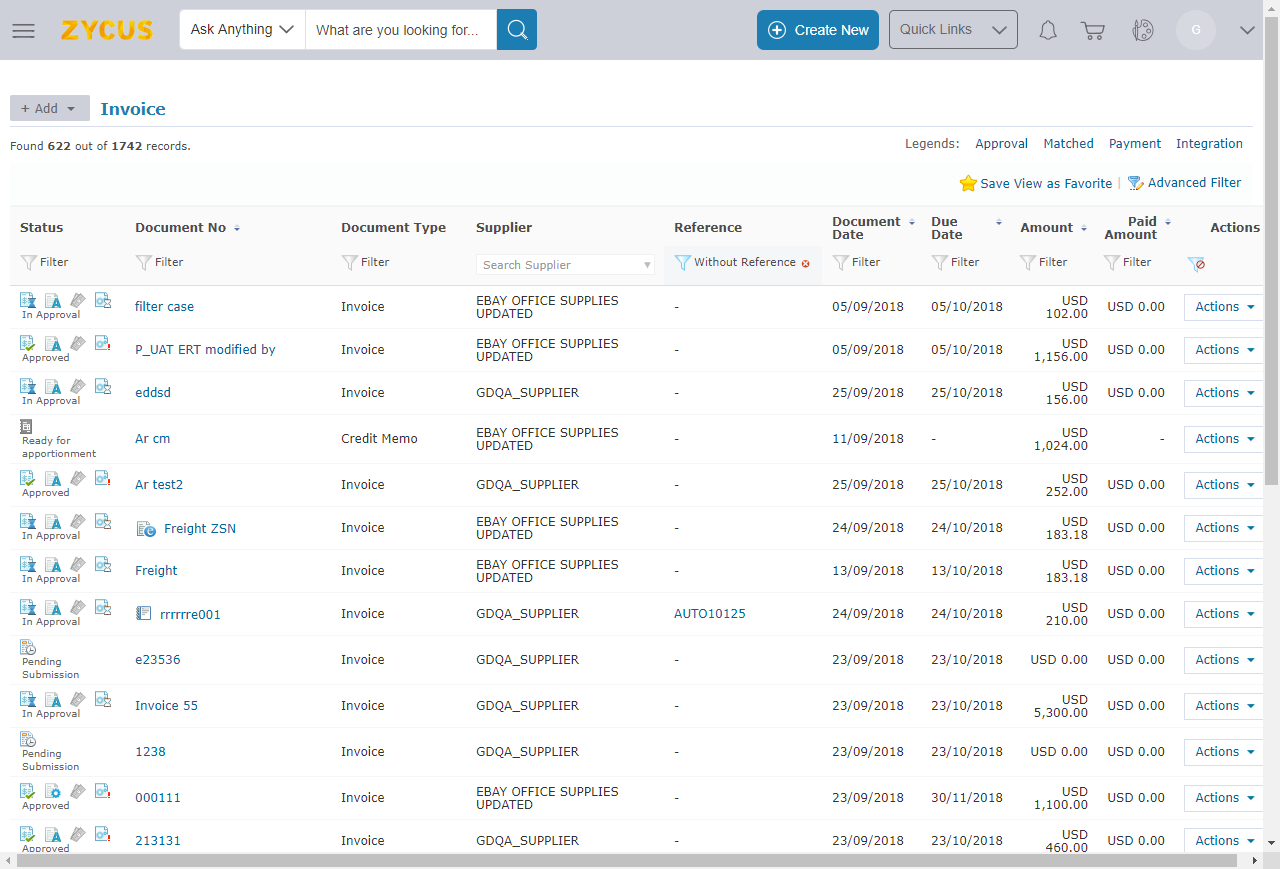 ZYCUS
Ask Anything
What are you looking for...
Create New
Quick Links
G
+ Add
Invoice
Found 622 out of 1742 records.
Legends: Approval Matched Payment Integration
Save View as Favorite | Advanced Filter
Status Document No Document Type Supplier Reference Document Date Due Date Amount Paid Amount Actions
Filter Filter Filter Search Supplier Without Reference Filter Filter Filter Filter
In Approval filter case Invoice EBAY OFFICE SUPPLIES UPDATED - 05/09/2018 05/10/2018 USD 102.00 USD 0.00 Actions
Approved P_UAT ERT modified by Invoice EBAY OFFICE SUPPLIES UPDATED - 05/09/2018 05/10/2018 USD 1,156.00 USD 0.00 Actions
In Approval eddsd Invoice GDQA_SUPPLIER - 25/09/2018 25/10/2018 USD 156.00 USD 0.00 Actions
Ready for apportionment Ar cm Credit Memo EBAY OFFICE SUPPLIES UPDATED - 11/09/2018 - USD 1,024.00 - Actions
Approved Ar test2 Invoice GDQA_SUPPLIER - 25/09/2018 25/10/2018 USD 252.00 USD 0.00 Actions
In Approval Freight ZSN Invoice EBAY OFFICE SUPPLIES UPDATED - 24/09/2018 24/10/2018 USD 183.18 USD 0.00 Actions
In Approval Freight Invoice EBAY OFFICE SUPPLIES UPDATED - 13/09/2018 13/10/2018 USD 183.18 USD 0.00 Actions
In Approval rrrrrre001 Invoice GDQA_SUPPLIER AUTO10125 24/09/2018 24/10/2018 USD 210.00 USD 0.00 Actions
Pending Submission e23536 Invoice GDQA_SUPPLIER - 23/09/2018 23/10/2018 USD 0.00 USD 0.00 Actions
In Approval Invoice 55 Invoice GDQA_SUPPLIER - 23/09/2018 23/10/2018 USD 5,300.00 USD 0.00 Actions
Pending Submission 1238 Invoice GDQA_SUPPLIER - 23/09/2018 23/10/2018 USD 0.00 USD 0.00 Actions
Approved 000111 Invoice EBAY OFFICE SUPPLIES UPDATED - 23/09/2018 30/11/2018 USD 1,100.00 USD 0.00 Actions
Approved 213131 Invoice GDQA_SUPPLIER - 23/09/2018 23/10/2018 USD 460.00 USD 0.00 Actions